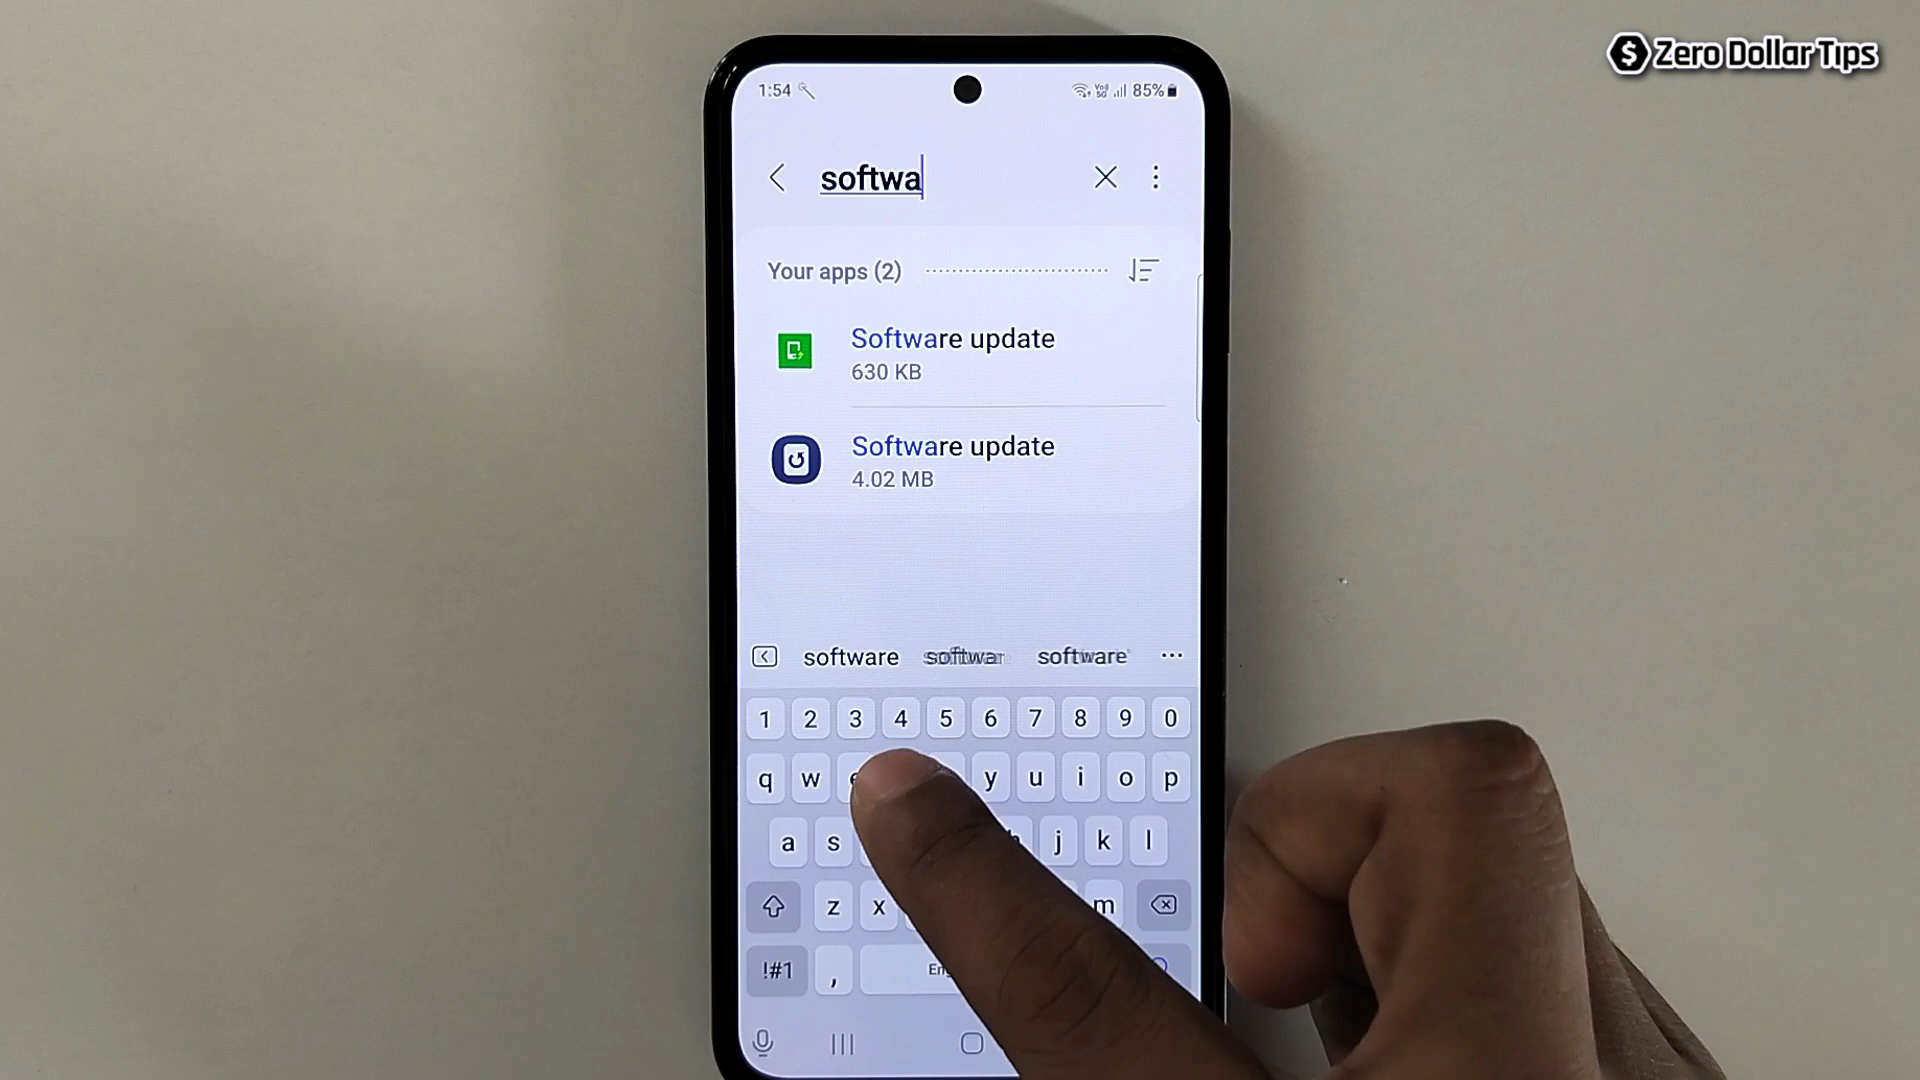 $ Zero Dollar Tips
1:54 85%
softwa
Your apps (2)
Software update
630 KB
Software update
4.02 MB
software softwa software
1 2 3 4 5 6 7 8 9 0
q w e y u i o p
a s h j k l
z x m
!#1 ,